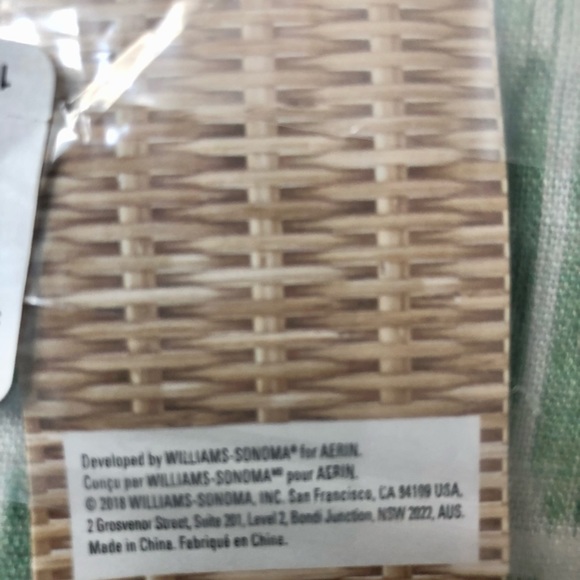 Developed by WILLIAMS-SONOMA® for AERIN.
Conçu par WILLIAMS-SONOMAᴹᴰ pour AERIN.
© 2018 WILLIAMS-SONOMA, INC. San Francisco, CA 94109 USA,
2 Grosvenor Street, Suite 201, Level 2, Bondi Junction, NSW 2022, AUS.
Made in China. Fabriqué en Chine.